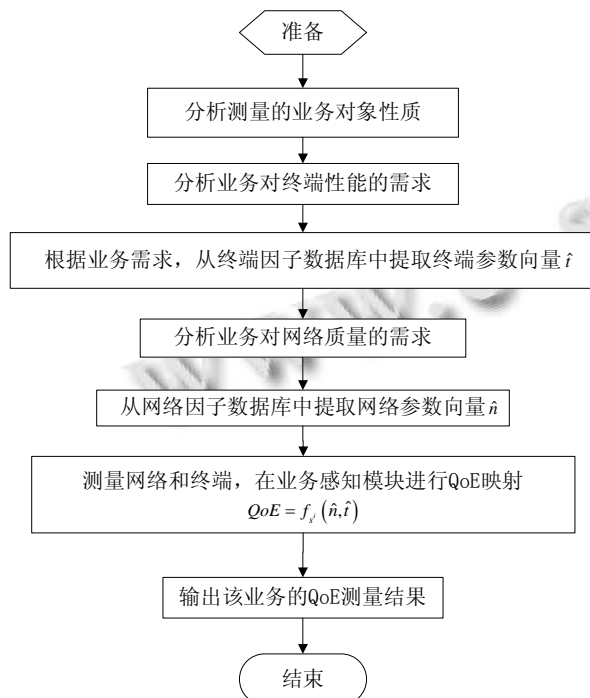 准备
分析测量的业务对象性质
分析业务对终端性能的需求
根据业务需求，从终端因子数据库中提取终端参数向量 t̂
分析业务对网络质量的需求
从网络因子数据库中提取网络参数向量 n̂
测量网络和终端，在业务感知模块进行QoE映射
QoE = f_{s^i}(n̂,t̂)
输出该业务的QoE测量结果
结束